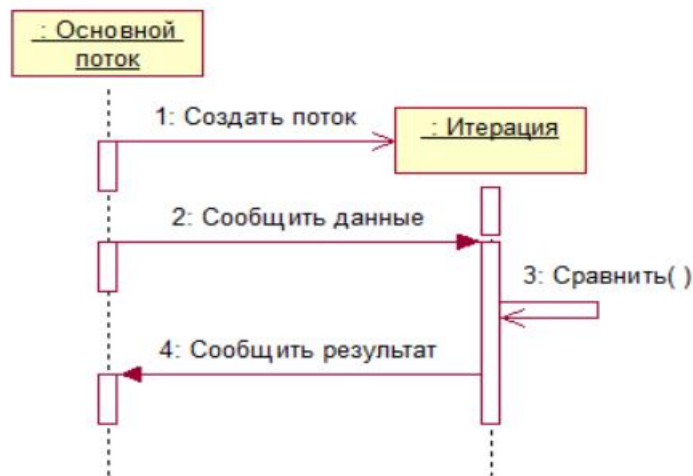 : Основной
поток
1: Создать поток
: Итерация
2: Сообщить данные
3: Сравнить( )
4: Сообщить результат